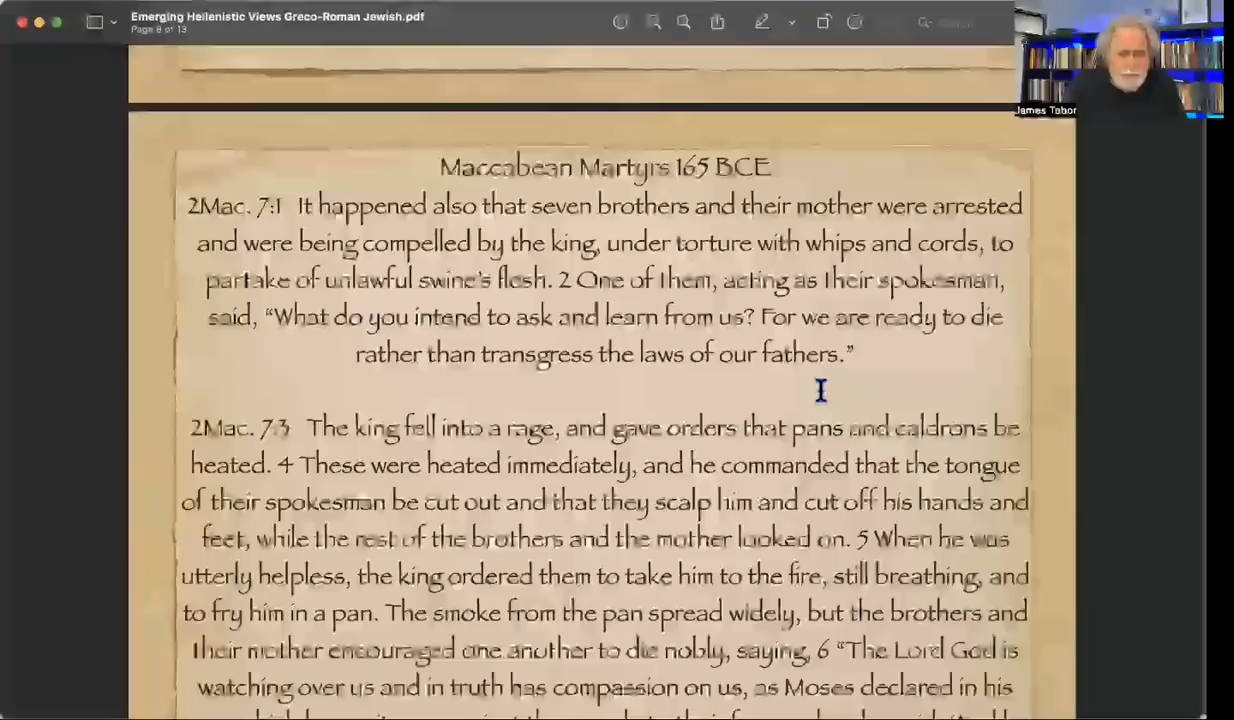 Emerging Hellenistic Views Greco-Roman Jewish.pdf
Page 8 of 13
Search
James Tabor
Maccabean Martyrs 165 BCE
2Mac. 7:1 It happened also that seven brothers and their mother were arrested
and were being compelled by the king, under torture with whips and cords, to
partake of unlawful swine's flesh. 2 One of them, acting as their spokesman,
said, "What do you intend to ask and learn from us? For we are ready to die
rather than transgress the laws of our fathers."
2Mac. 7:3 The king fell into a rage, and gave orders that pans and caldrons be
heated. 4 These were heated immediately, and he commanded that the tongue
of their spokesman be cut out and that they scalp him and cut off his hands and
feet, while the rest of the brothers and the mother looked on. 5 When he was
utterly helpless, the king ordered them to take him to the fire, still breathing, and
to fry him in a pan. The smoke from the pan spread widely, but the brothers and
their mother encouraged one another to die nobly, saying, 6 "The Lord God is
watching over us and in truth has compassion on us, as Moses declared in his